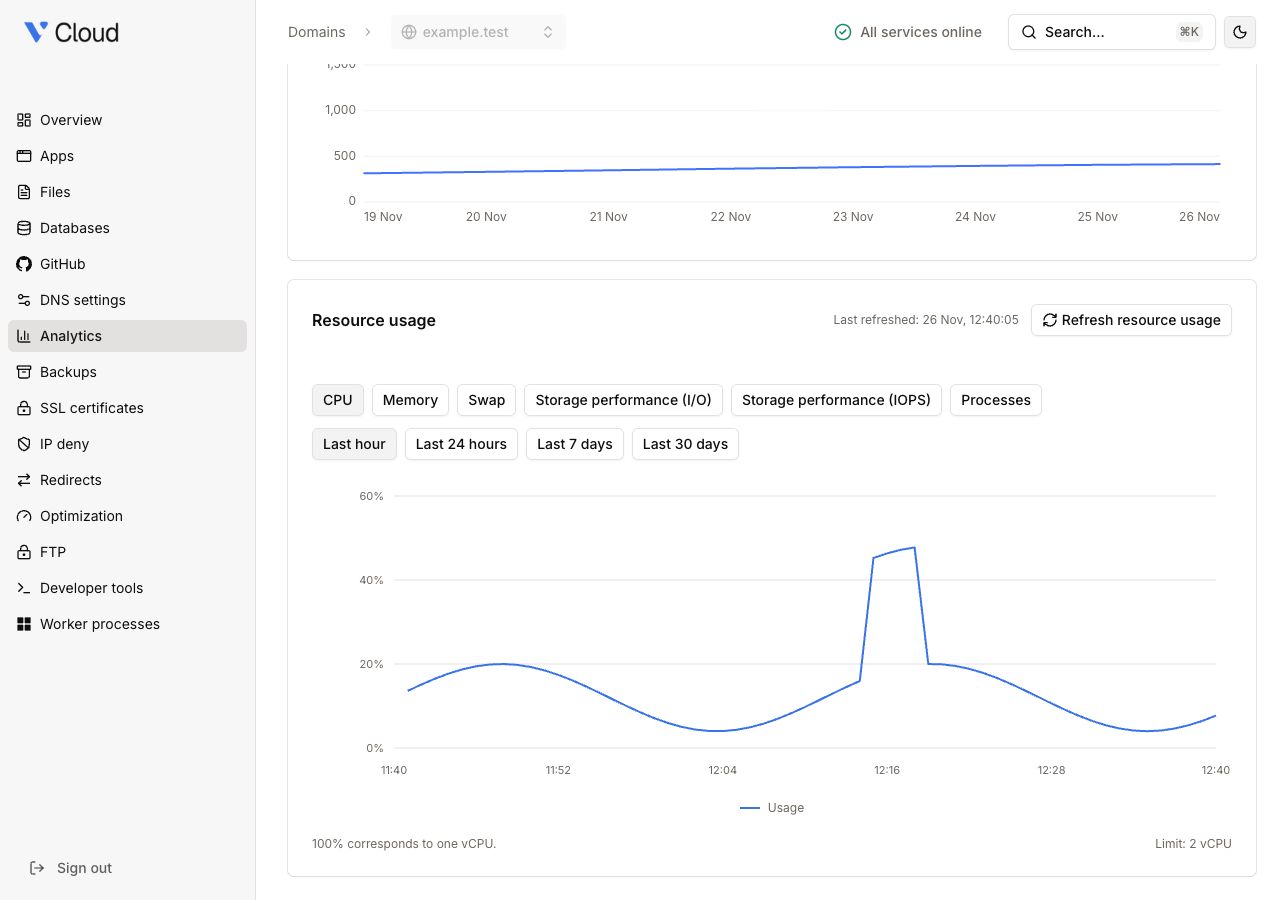 Cloud
Domains
example.test
All services online
Search...
⌘K
Overview
Apps
Files
Databases
GitHub
DNS settings
Analytics
Backups
SSL certificates
IP deny
Redirects
Optimization
FTP
Developer tools
Worker processes
Sign out
1,500
1,000
500
0
19 Nov 20 Nov 21 Nov 22 Nov 23 Nov 24 Nov 25 Nov 26 Nov
Resource usage
Last refreshed: 26 Nov, 12:40:05
Refresh resource usage
CPU Memory Swap Storage performance (I/O) Storage performance (IOPS) Processes
Last hour Last 24 hours Last 7 days Last 30 days
60%
40%
20%
0%
11:40 11:52 12:04 12:16 12:28 12:40
Usage
100% corresponds to one vCPU.
Limit: 2 vCPU